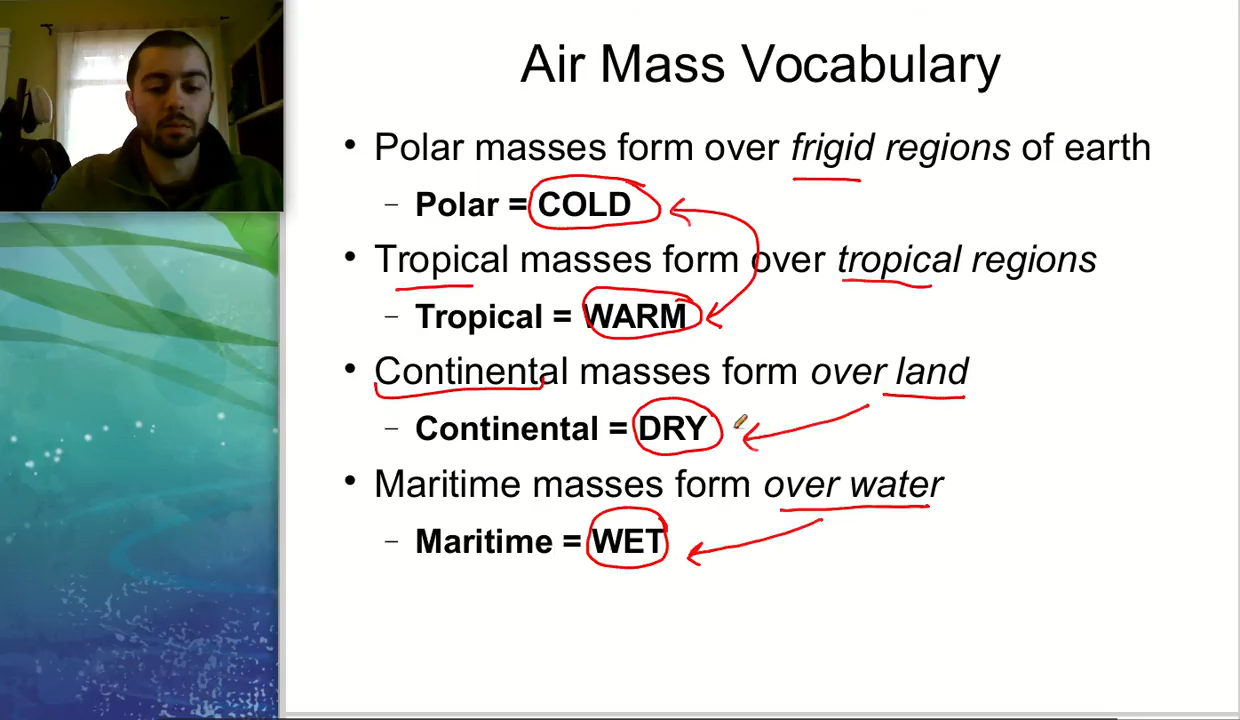 Air Mass Vocabulary
• Polar masses form over frigid regions of earth
– Polar = COLD
• Tropical masses form over tropical regions
– Tropical = WARM
• Continental masses form over land
– Continental = DRY
• Maritime masses form over water
– Maritime = WET